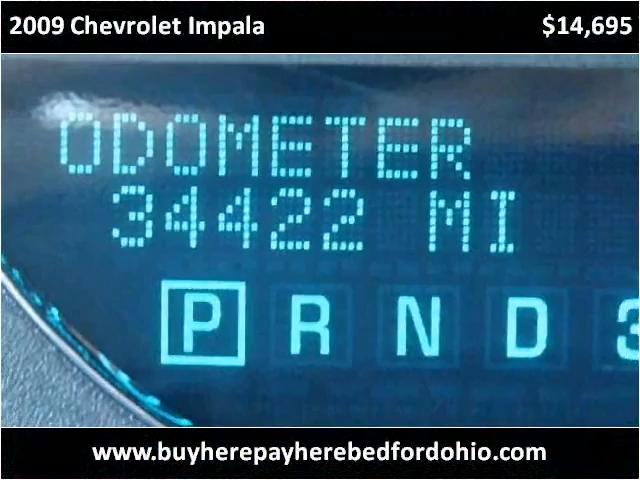 2009 Chevrolet Impala $14,695
ODOMETER
34422 MI
P R N D 3
www.buyherepayherebedfordohio.com